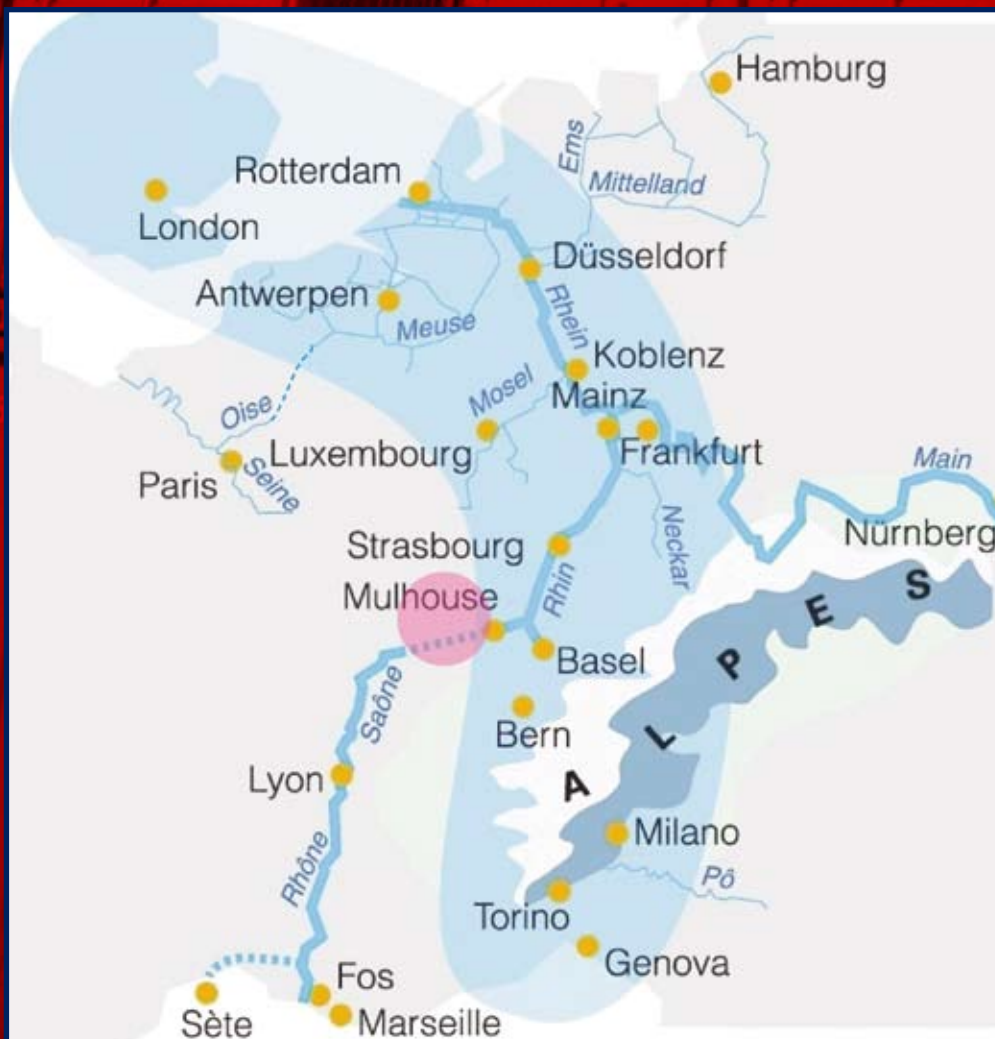 Hamburg
Ems
Rotterdam
Mittelland
London
Düsseldorf
Antwerpen
Rhein
Meuse
Koblenz
Mosel
Mainz
Oise
Luxembourg
Frankfurt
Paris
Seine
Main
Neckar
Nürnberg
Strasbourg
Mulhouse
Rhin
Basel
Saône
Bern
ALPES
Lyon
Milano
Rhône
Pô
Torino
Genova
Fos
Sète
Marseille